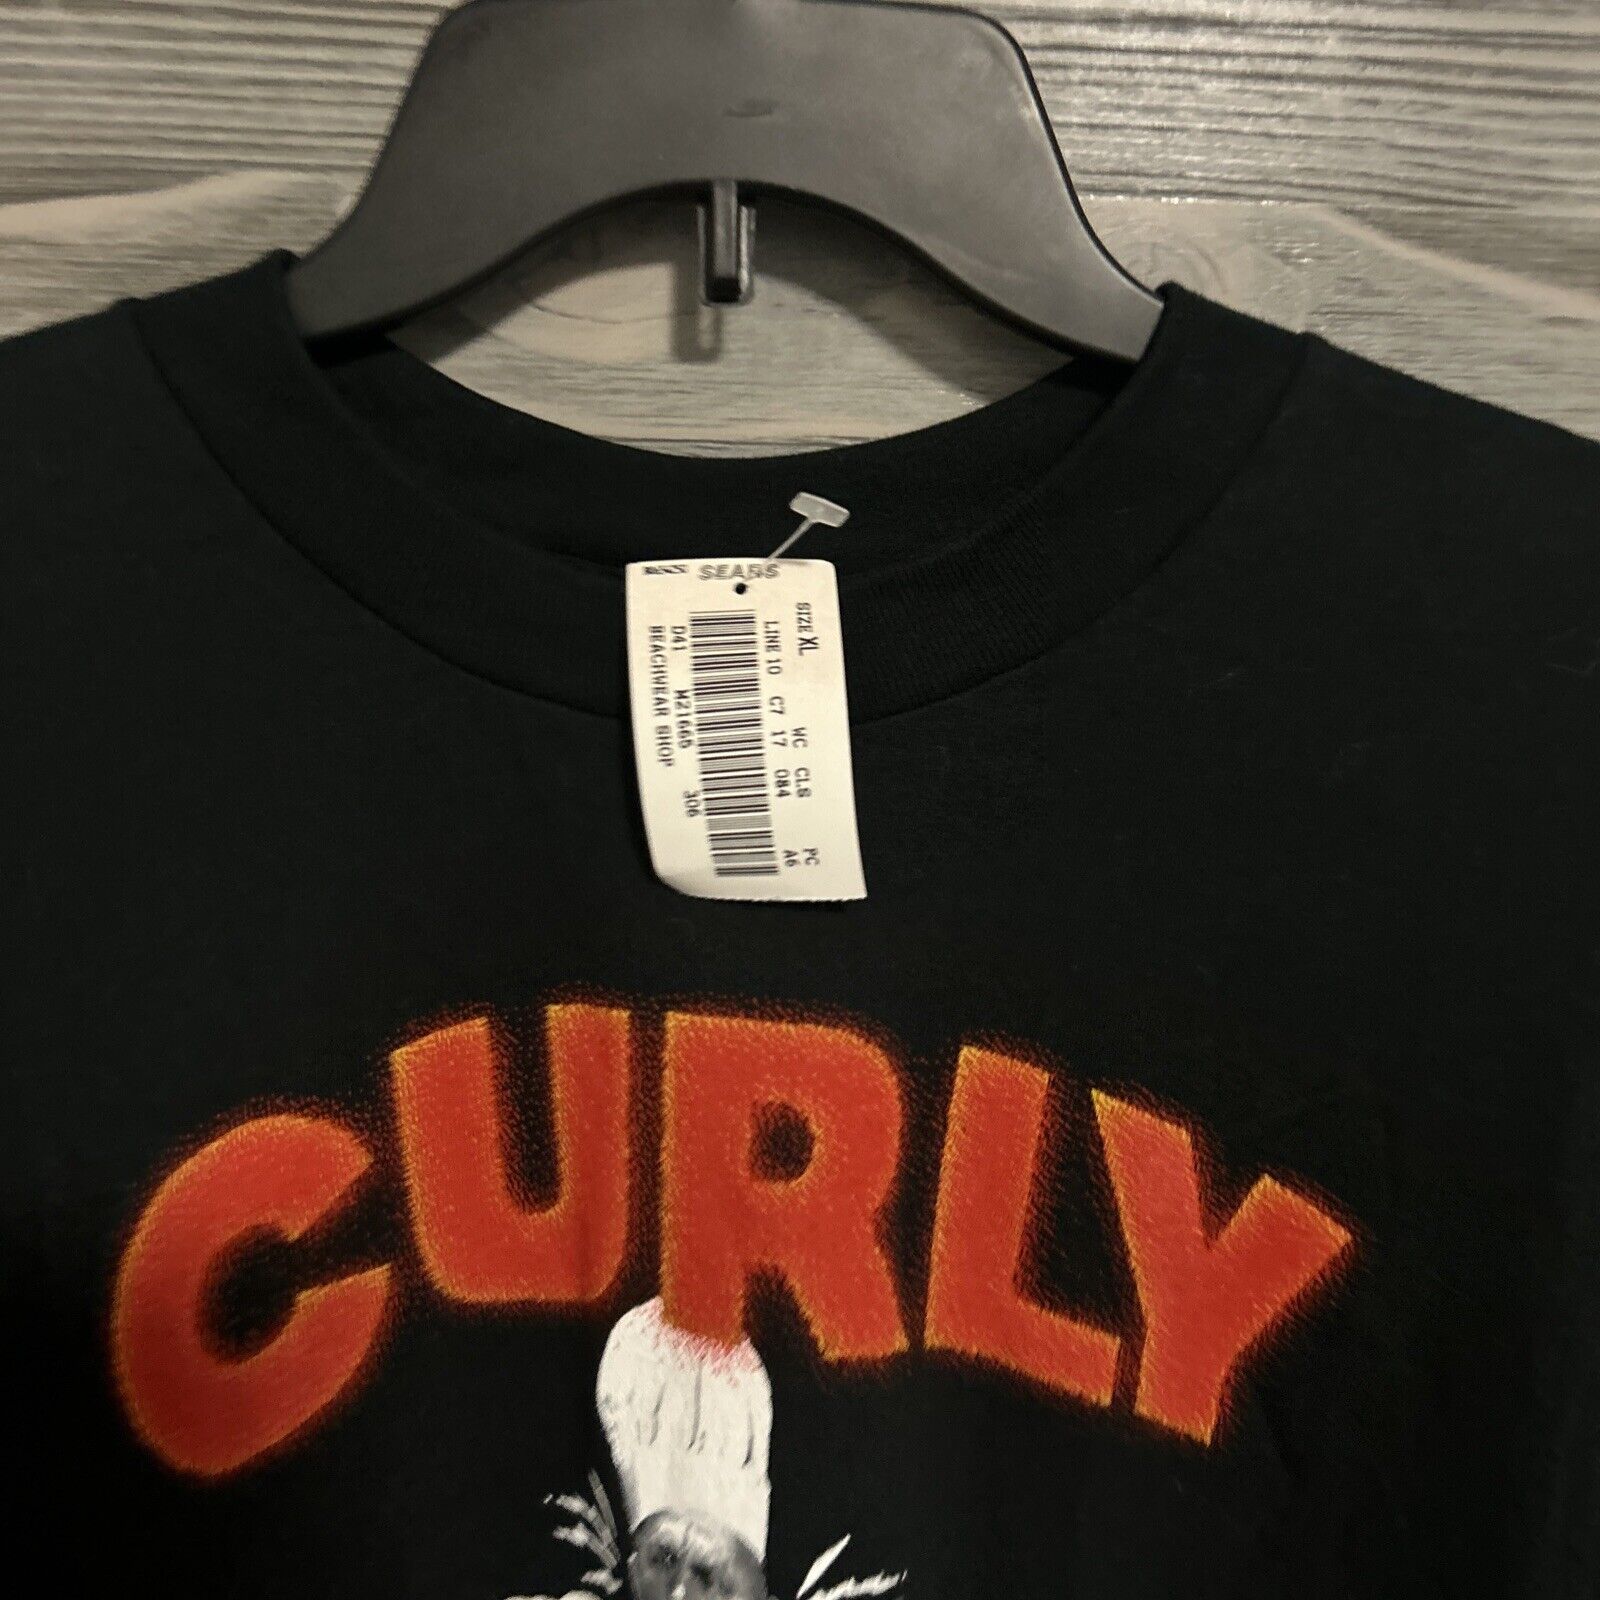 SEARS
SIZE XL WC CLS PC
LINE 10 C7 17 084 A6
D41 M21665 306
BEACHWEAR SHOP
CURLY